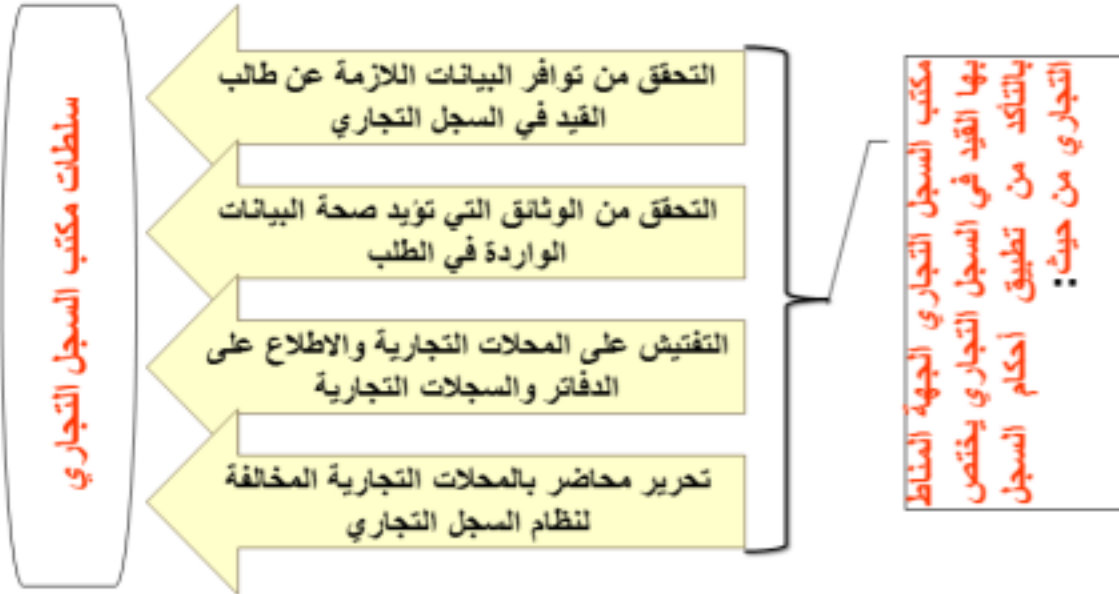 مكتب السجل التجاري الجهة المناط
بها القيد في السجل التجاري يختص
بالتأكد من تطبيق أحكام السجل
التجاري من حيث:
التحقق من توافر البيانات اللازمة عن طالب
القيد في السجل التجاري
التحقق من الوثائق التي تؤيد صحة البيانات
الواردة في الطلب
التفتيش على المحلات التجارية والاطلاع على
الدفاتر والسجلات التجارية
تحرير محاضر بالمحلات التجارية المخالفة
لنظام السجل التجاري
سلطات مكتب السجل التجاري